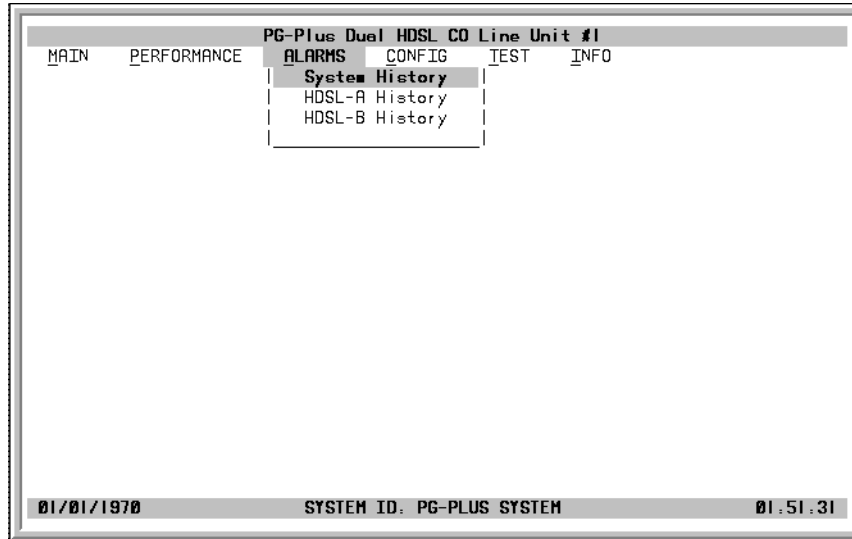 PG-Plus Dual HDSL CO Line Unit #1
MAIN PERFORMANCE ALARMS CONFIG TEST INFO
System History
HDSL-A History
HDSL-B History
01/01/1970 SYSTEM ID: PG-PLUS SYSTEM 01:51:31